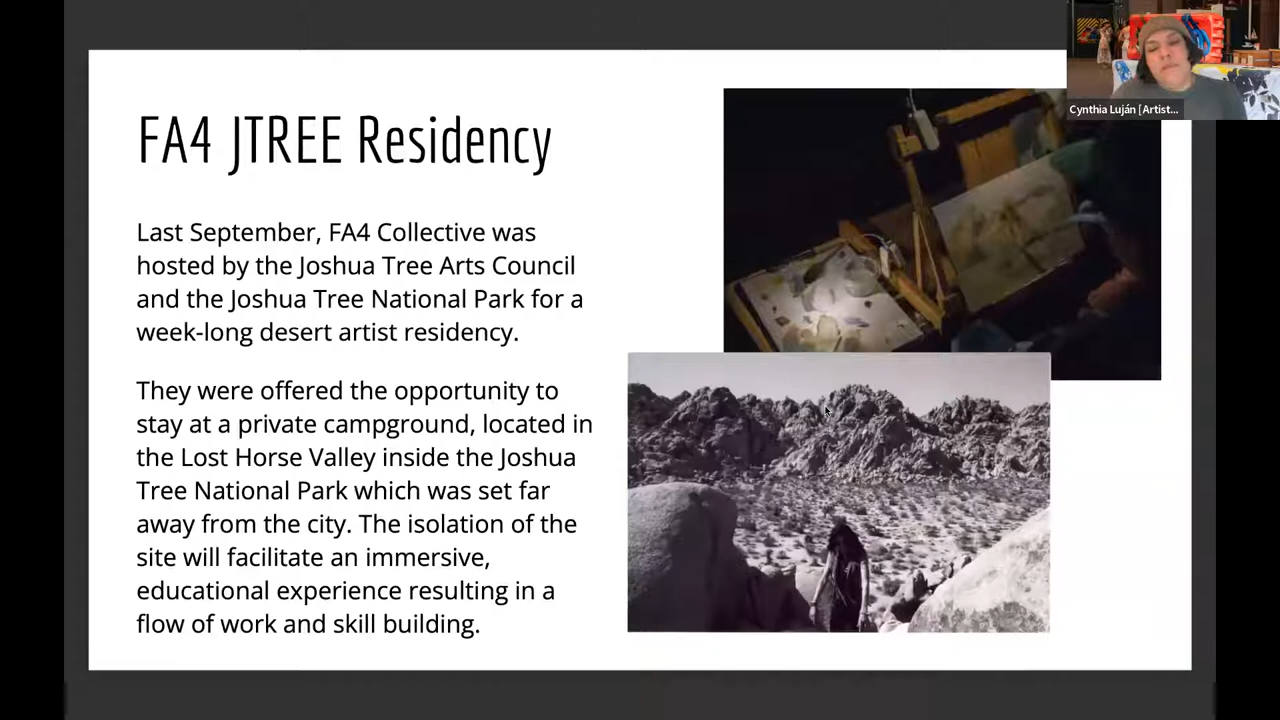 FA4 JTREE Residency
Last September, FA4 Collective was
hosted by the Joshua Tree Arts Council
and the Joshua Tree National Park for a
week-long desert artist residency.
They were offered the opportunity to
stay at a private campground, located in
the Lost Horse Valley inside the Joshua
Tree National Park which was set far
away from the city. The isolation of the
site will facilitate an immersive,
educational experience resulting in a
flow of work and skill building.
Cynthia Luján [Artist...